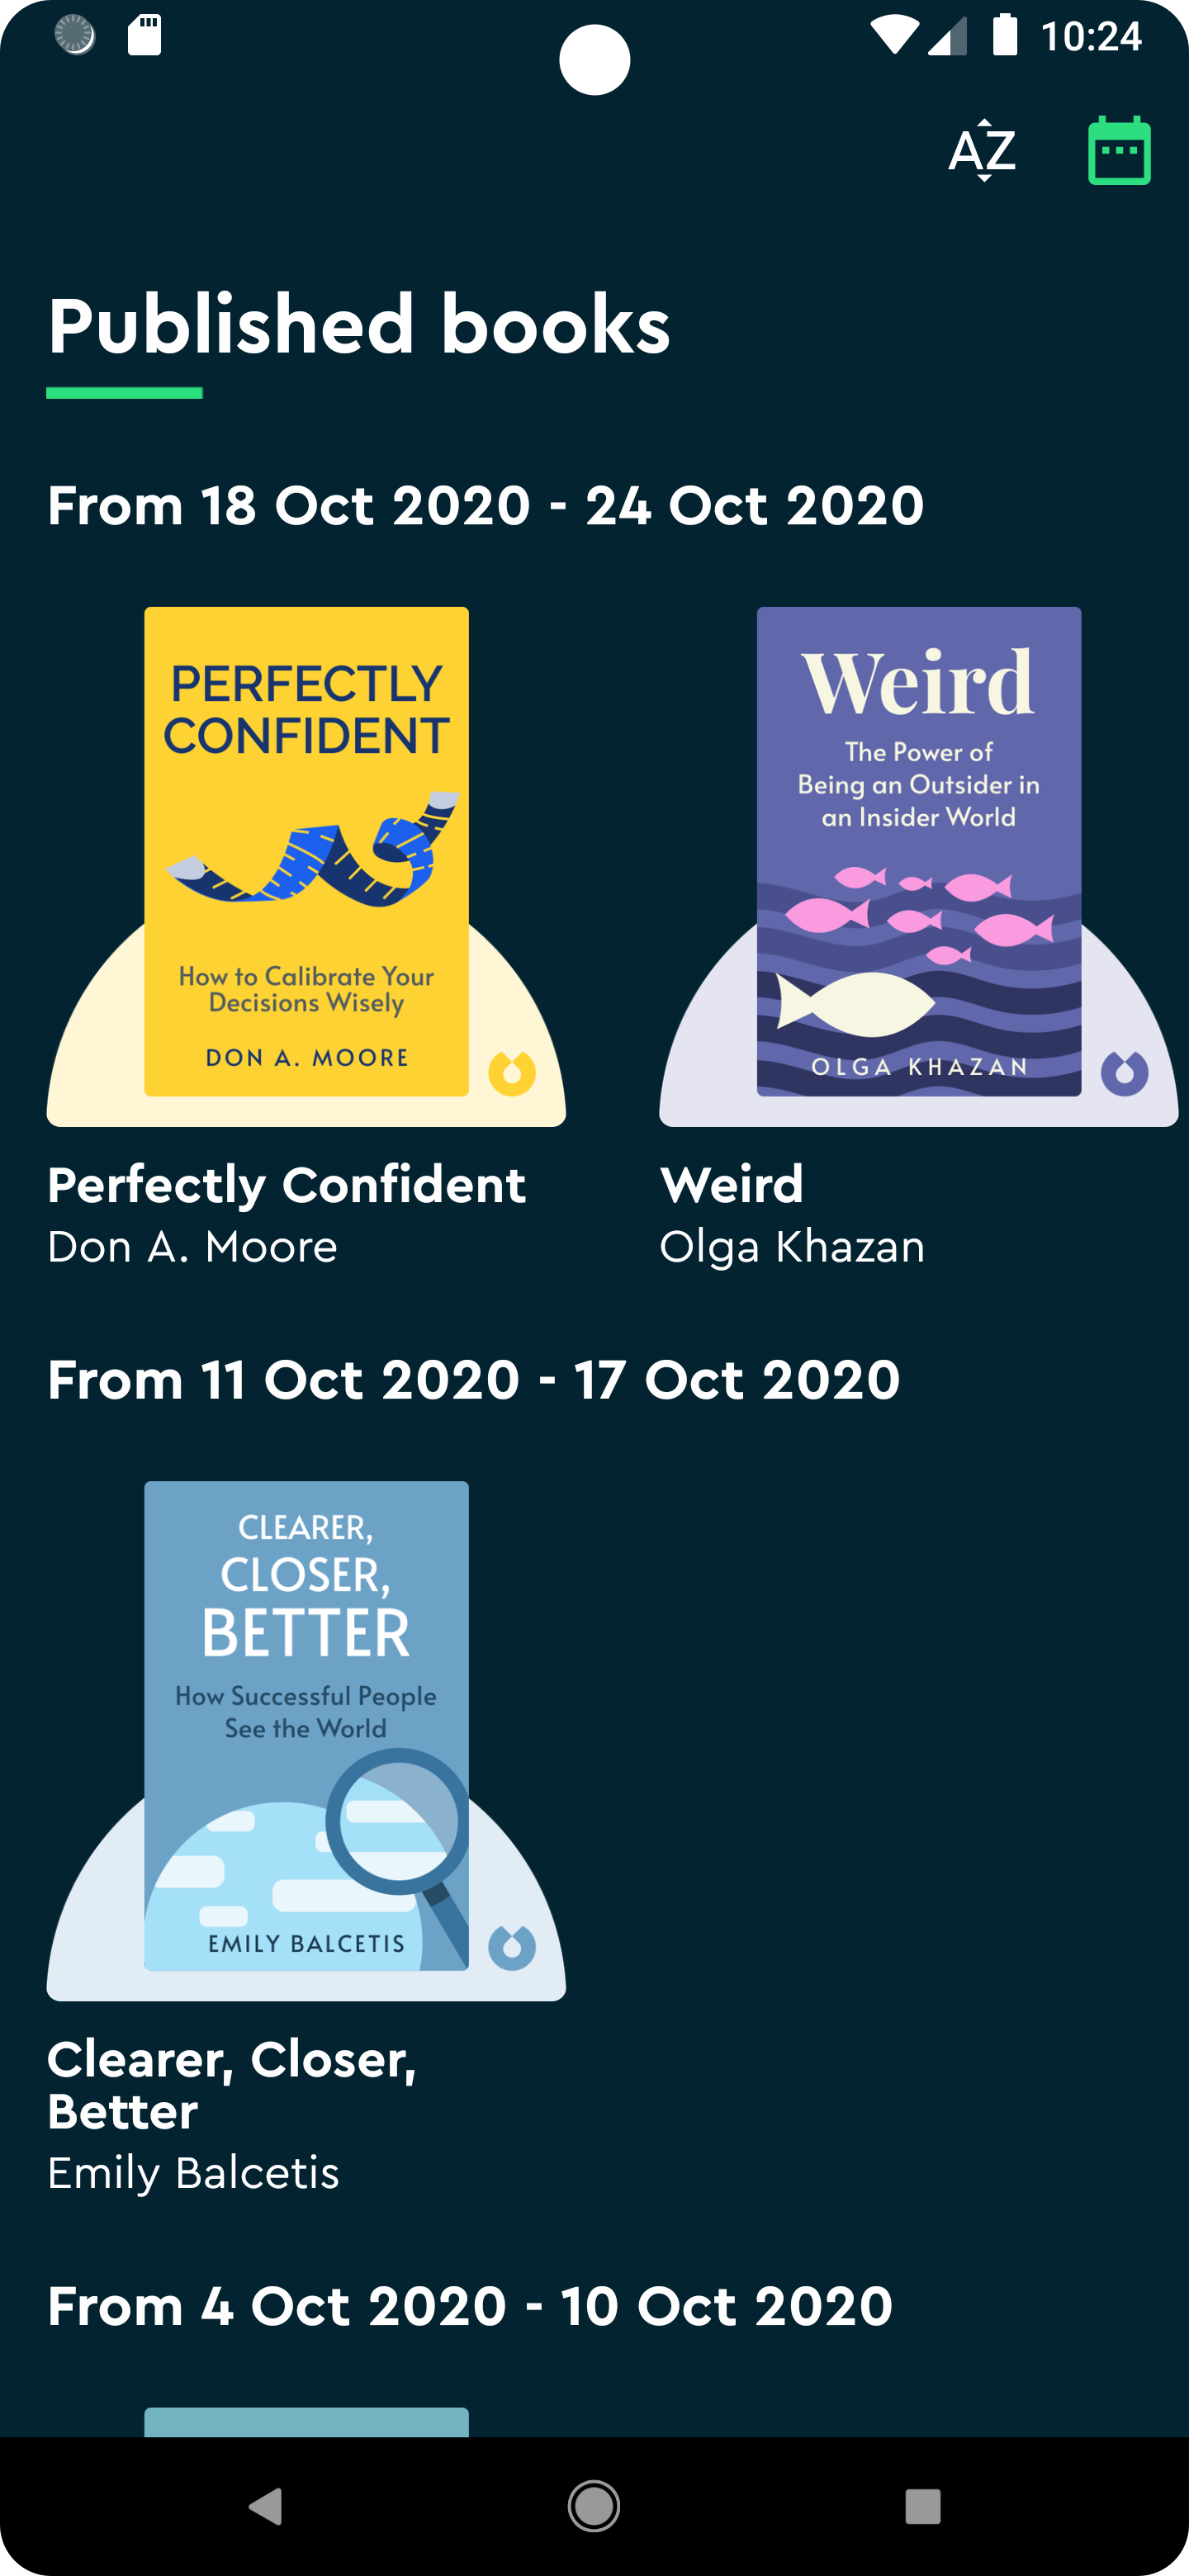 10:24
AZ
Published books
From 18 Oct 2020 - 24 Oct 2020
PERFECTLY
CONFIDENT
How to Calibrate Your
Decisions Wisely
DON A. MOORE
Weird
The Power of
Being an Outsider in
an Insider World
OLGA KHAZAN
Perfectly Confident
Don A. Moore
Weird
Olga Khazan
From 11 Oct 2020 - 17 Oct 2020
CLEARER,
CLOSER,
BETTER
How Successful People
See the World
EMILY BALCETIS
Clearer, Closer,
Better
Emily Balcetis
From 4 Oct 2020 - 10 Oct 2020